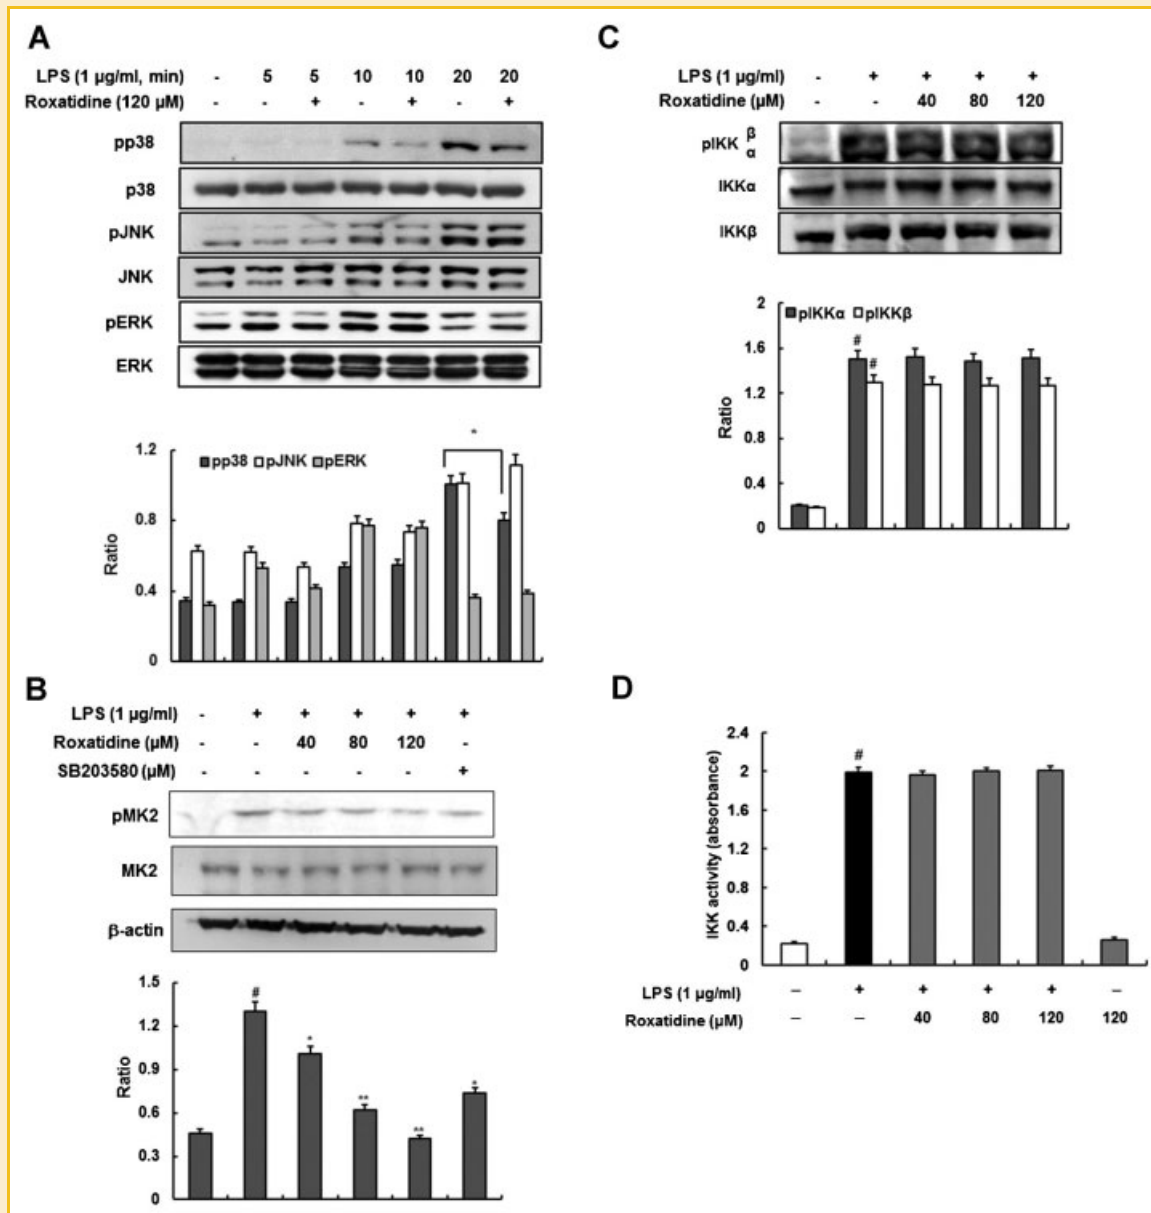 A
LPS (1 µg/ml, min) - 5 5 10 10 20 20
Roxatidine (120 µM) - - + - + - +
pp38
p38
pJNK
JNK
pERK
ERK
1.2
0.8
0.4
0
Ratio
pp38 pJNK pERK
*
B
LPS (1 µg/ml) - + + + + +
Roxatidine (µM) - - 40 80 120 -
SB203580 (µM) - - - - - +
pMK2
MK2
β-actin
1.5
1.2
0.9
0.6
0.3
0
Ratio
# * ** ** *
C
LPS (1 µg/ml) - + + + +
Roxatidine (µM) - - 40 80 120
pIKK β
α
IKKα
IKKβ
2
1.6
1.2
0.8
0.4
0
Ratio
pIKKα pIKKβ
# #
D
2.4
2
1.6
1.2
0.8
0.4
0
IKK activity (absorbance)
#
LPS (1 µg/ml) – + + + + –
Roxatidine (µM) – – 40 80 120 120